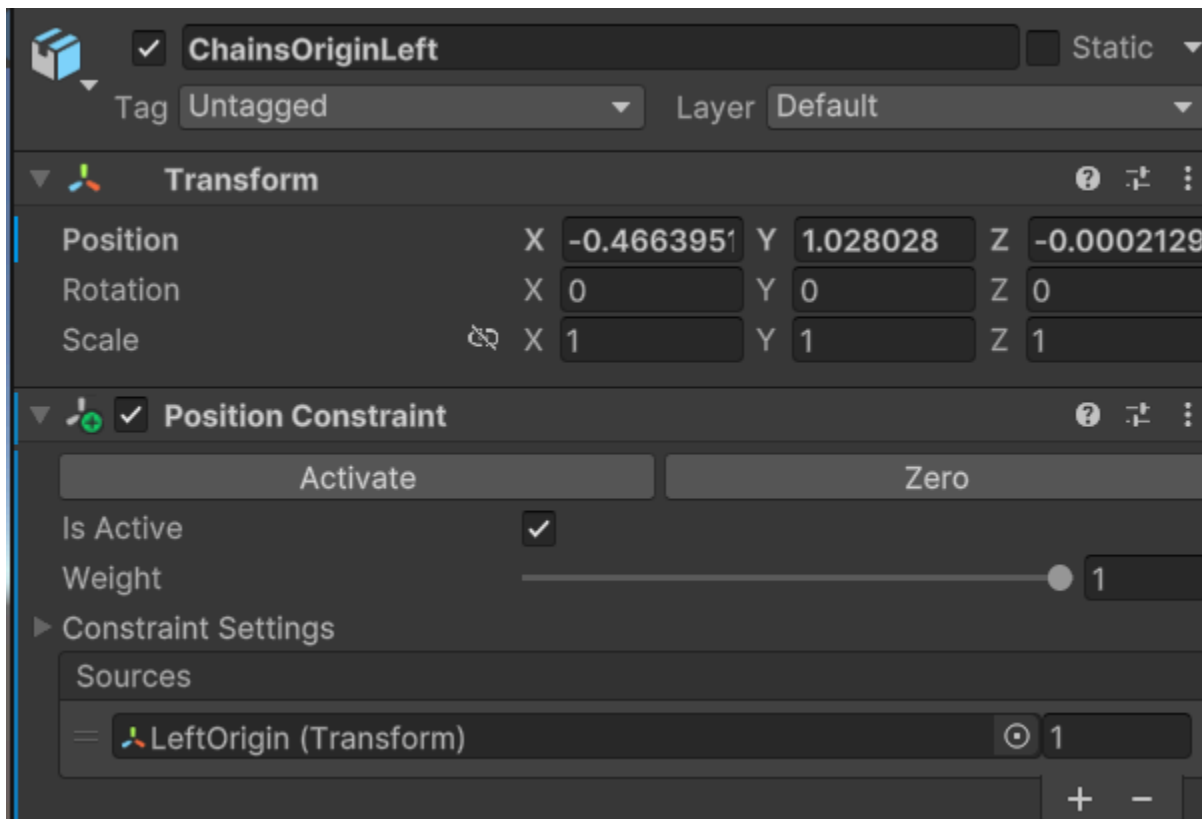 ChainsOriginLeft Static
Tag Untagged Layer Default
Transform
Position X -0.4663951 Y 1.028028 Z -0.0002129
Rotation X 0 Y 0 Z 0
Scale X 1 Y 1 Z 1
Position Constraint
Activate Zero
Is Active
Weight 1
Constraint Settings
Sources
LeftOrigin (Transform) 1